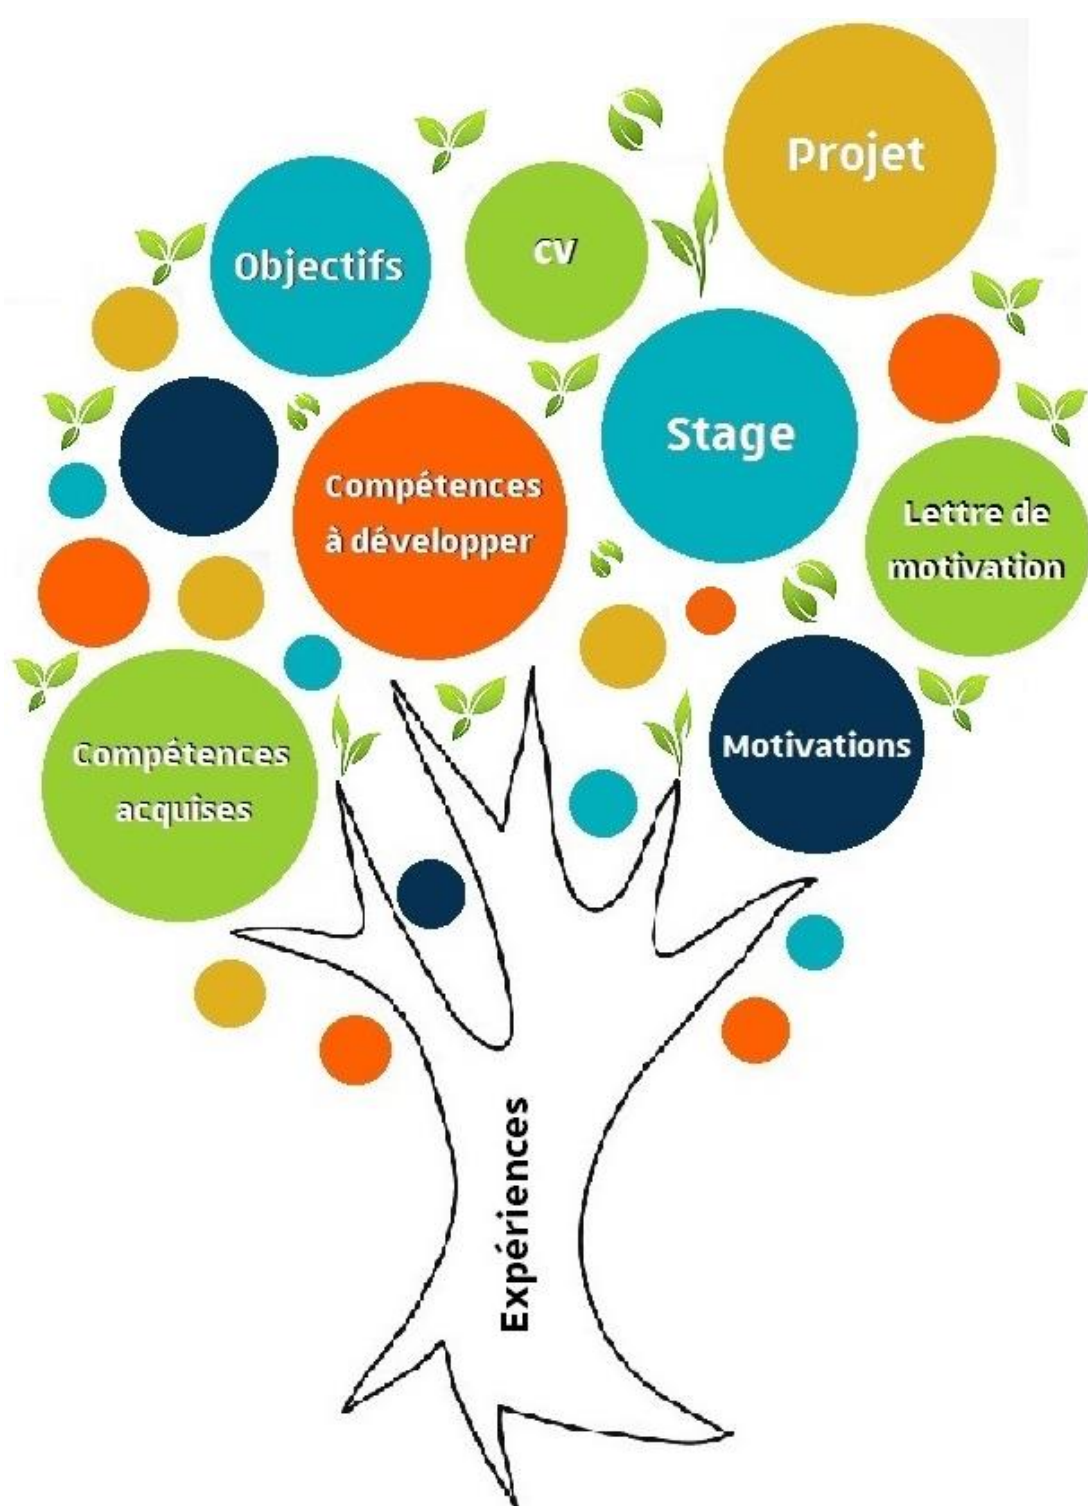 Projet
Objectifs
cv
Stage
Compétences
à développer
Lettre de
motivation
Compétences
acquises
Motivations
Expériences